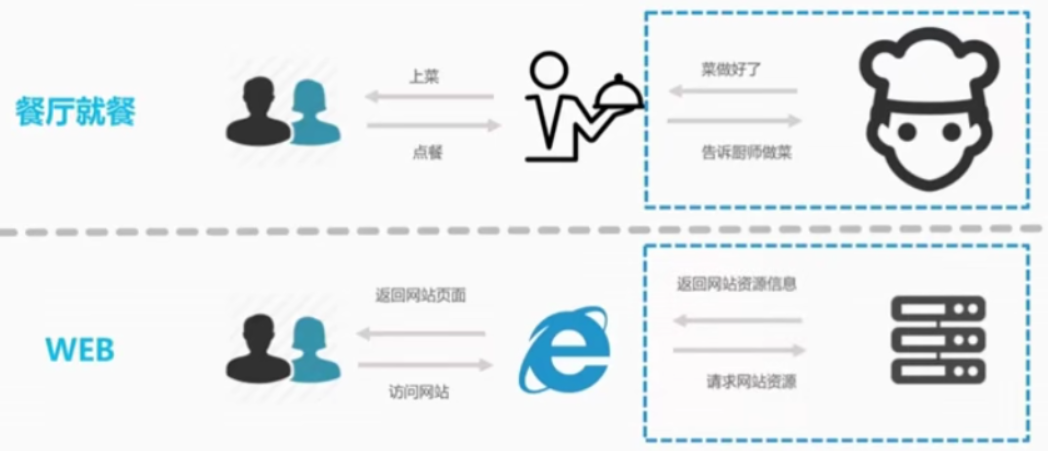 餐厅就餐
上菜
点餐
菜做好了
告诉厨师做菜
WEB
返回网站页面
访问网站
返回网站资源信息
请求网站资源